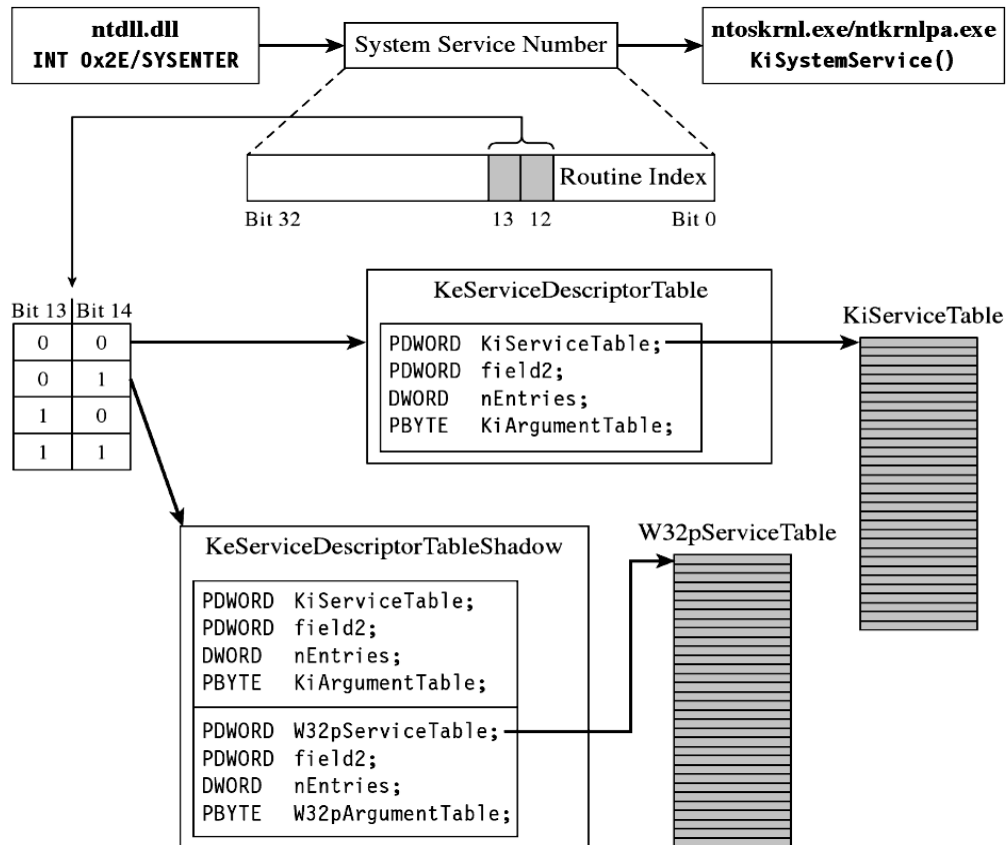 ntdll.dll
INT 0x2E/SYSENTER
System Service Number
ntoskrnl.exe/ntkrnlpa.exe
KiSystemService()
Routine Index
Bit 32
13
12
Bit 0
Bit 13 Bit 14
0 0
0 1
1 0
1 1
KeServiceDescriptorTable
PDWORD KiServiceTable;
PDWORD field2;
DWORD nEntries;
PBYTE KiArgumentTable;
KiServiceTable
KeServiceDescriptorTableShadow
PDWORD KiServiceTable;
PDWORD field2;
DWORD nEntries;
PBYTE KiArgumentTable;
PDWORD W32pServiceTable;
PDWORD field2;
DWORD nEntries;
PBYTE W32pArgumentTable;
W32pServiceTable